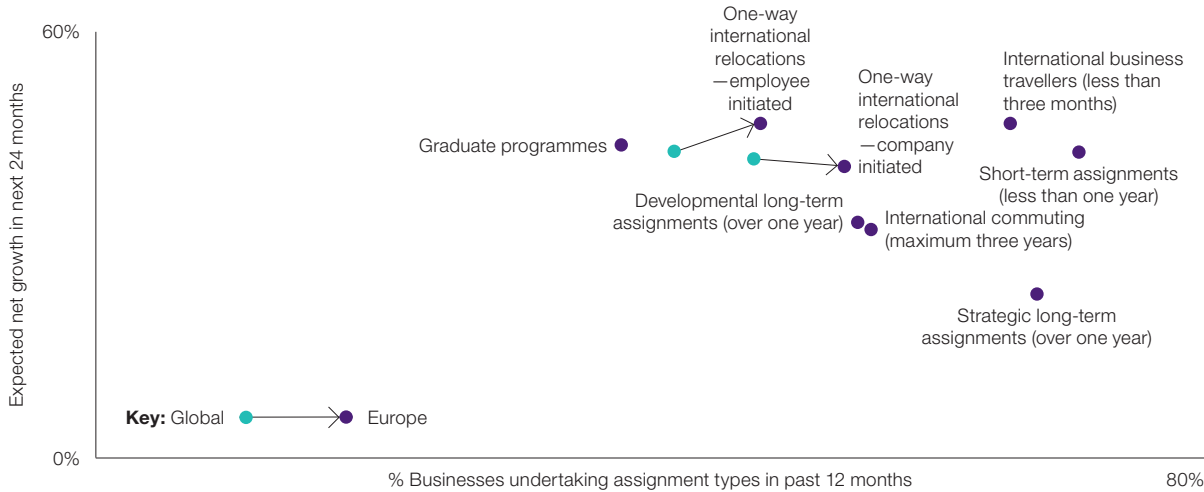 60%
One-way
international
relocations
—employee
initiated
International business
travellers (less than
three months)
One-way
international
relocations
—company
initiated
Graduate programmes
Short-term assignments
(less than one year)
Developmental long-term
assignments (over one year)
International commuting
(maximum three years)
Strategic long-term
assignments (over one year)
Expected net growth in next 24 months
Key: Global
Europe
0%
% Businesses undertaking assignment types in past 12 months
80%